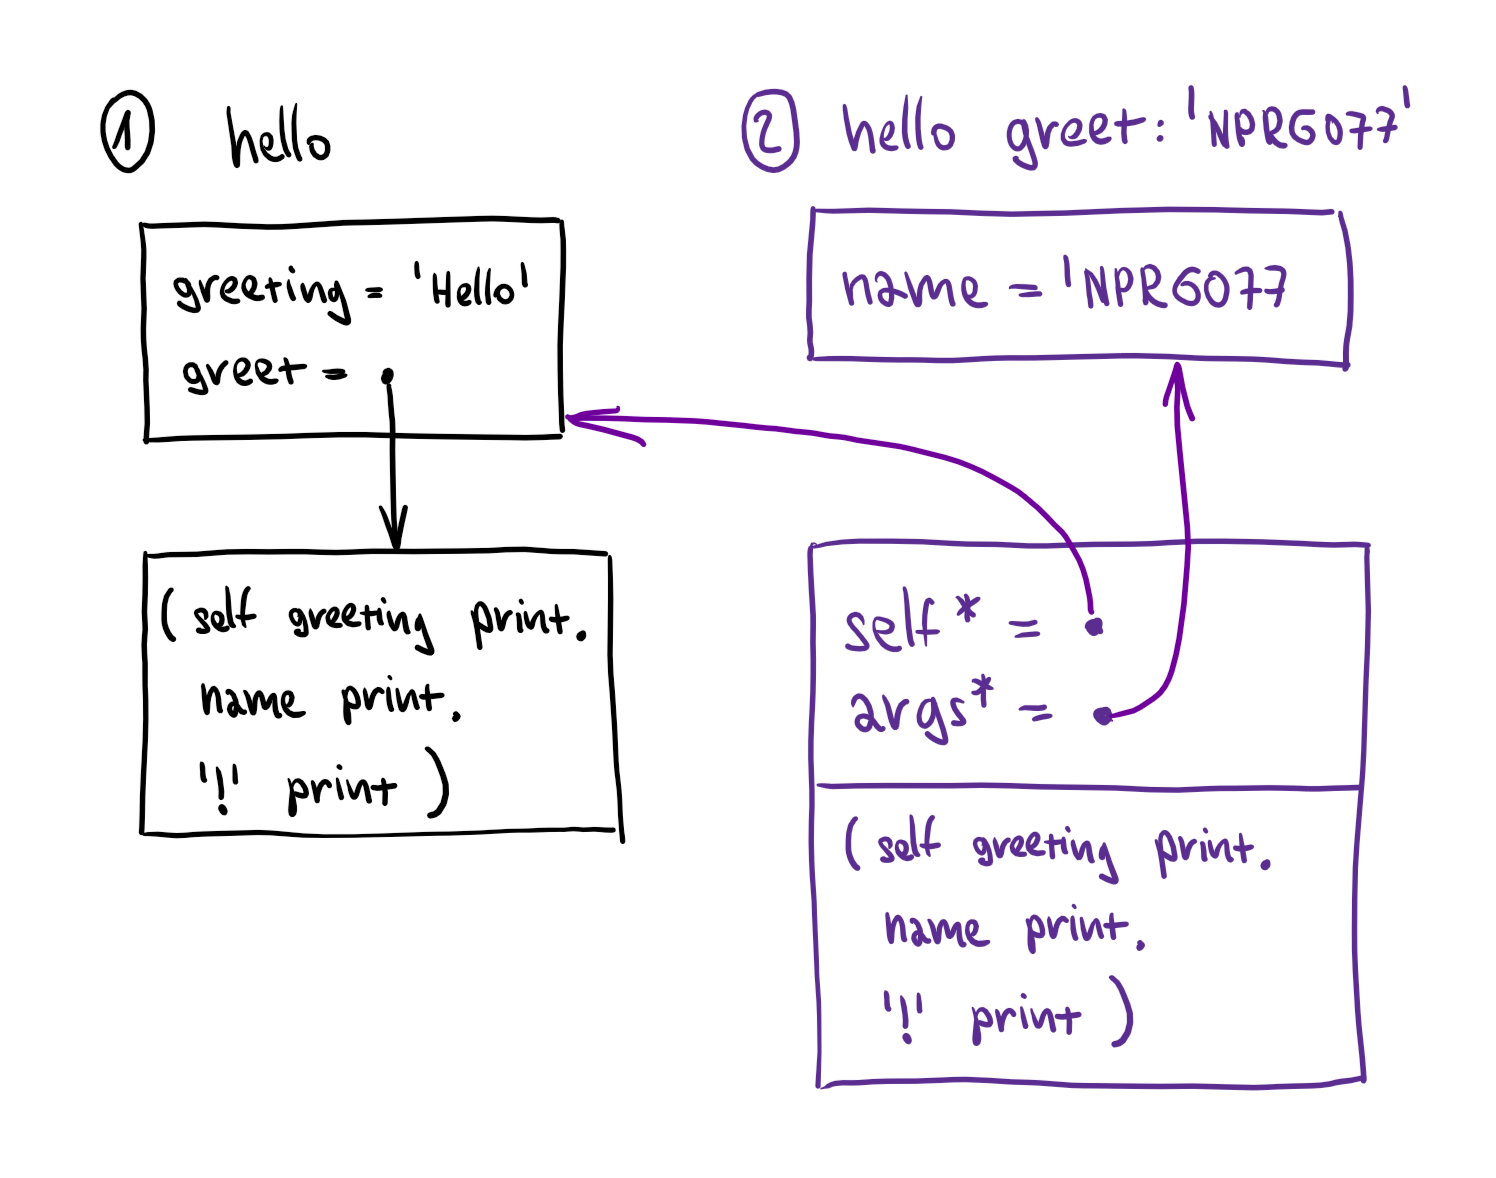 1 hello
greeting = 'Hello'
greet =
( self greeting print.
name print.
'!' print )
2 hello greet: 'NPRG077'
name = 'NPRG077
self* =
args* =
( self greeting print.
name print.
'!' print )